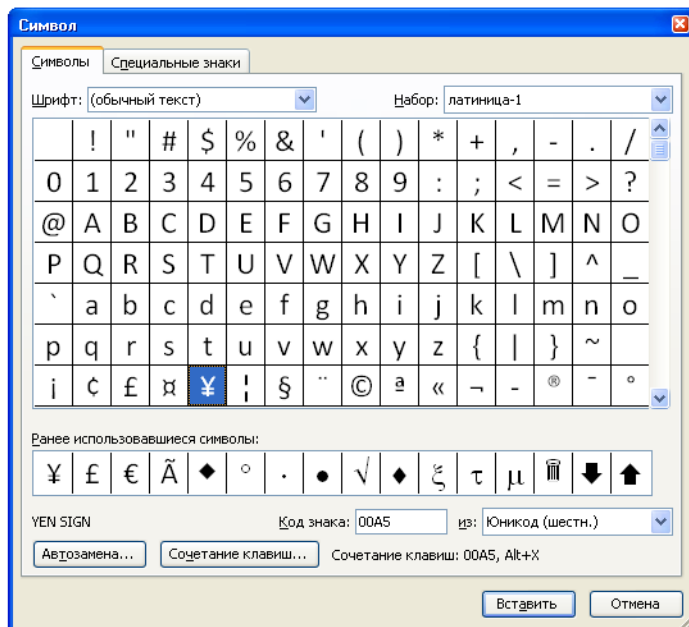 Символ
Символы Специальные знаки
Шрифт: (обычный текст) Набор: латиница-1
! " # $ % & ' ( ) * + , - . /
0 1 2 3 4 5 6 7 8 9 : ; < = > ?
@ A B C D E F G H I J K L M N O
P Q R S T U V W X Y Z [ \ ] ^ _
` a b c d e f g h i j k l m n o
p q r s t u v w x y z { | } ~
¡ ¢ £ ¤ ¥ ¦ § ¨ © ª « ¬ - ® ¯ °
Ранее использовавшиеся символы:
¥ £ € Ã ◆ ° · ● √ ♦ ξ τ μ 🗑 🡇 🡅
YEN SIGN Код знака: 00A5 из: Юникод (шестн.)
Автозамена... Сочетание клавиш... Сочетание клавиш: 00A5, Alt+X
Вставить Отмена